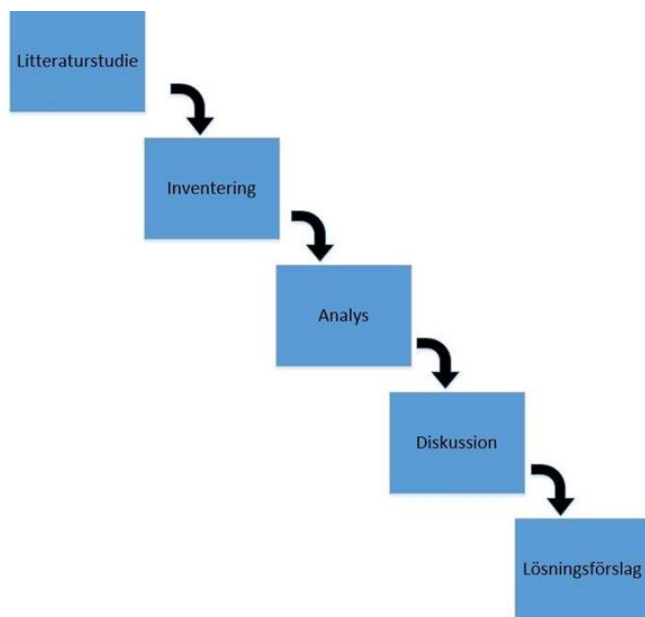 Litteraturstudie
Inventering
Analys
Diskussion
Lösningsförslag